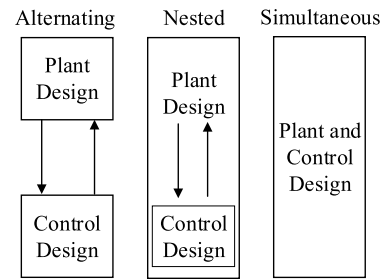 Alternating
Nested
Simultaneous
Plant
Design
Control
Design
Plant
Design
Control
Design
Plant and
Control
Design